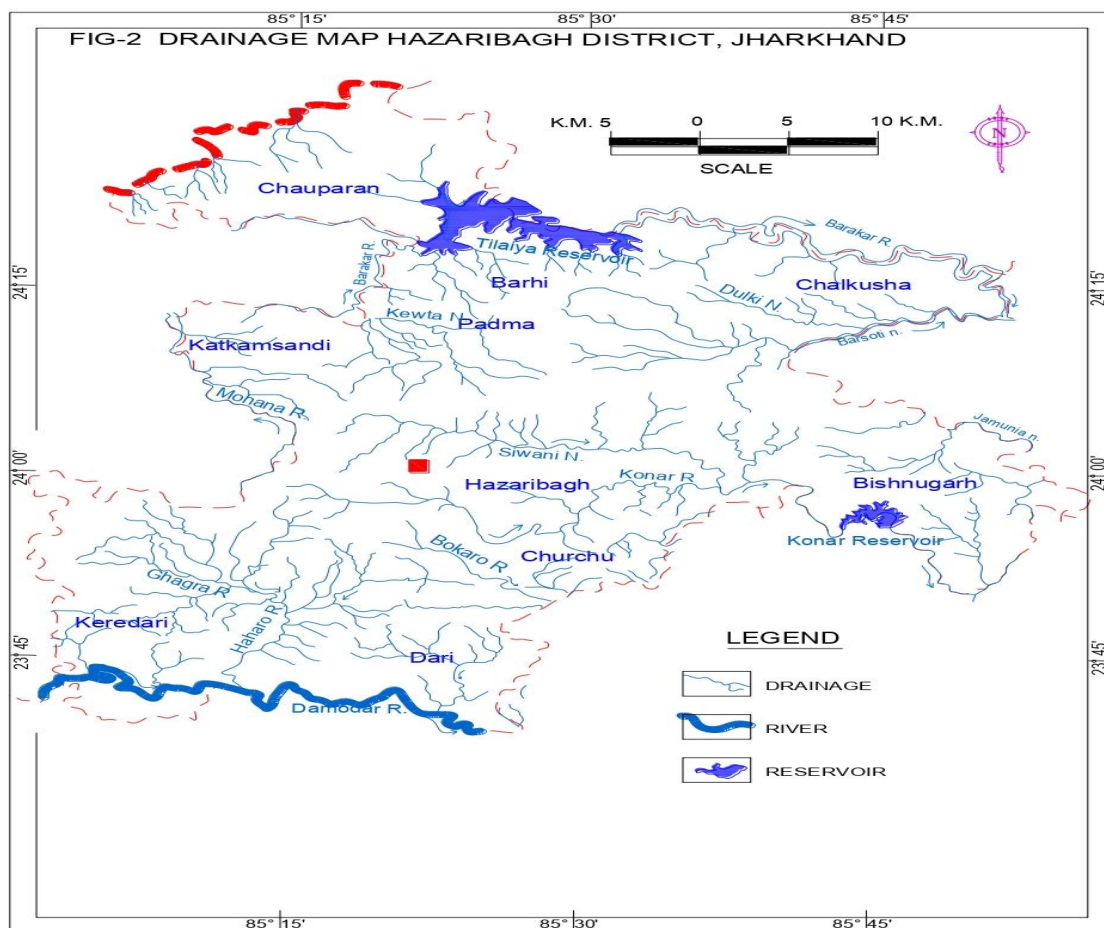 85° 15' 85° 30' 85° 45'
FIG-2 DRAINAGE MAP HAZARIBAGH DISTRICT, JHARKHAND
K.M. 5 0 5 10 K.M.
SCALE
N
Chauparan
Tilaiya Reservoir
Barakar R.
Barakar R.
24° 15'
24° 15'
Barhi
Chalkusha
Dulki N.
Kewta N.
Padma
Barsoti n.
Katkamsandi
Mohana R.
Jamunia n.
Siwani N.
24° 00'
24° 00'
Hazaribagh
Konar R
Bishnugarh
Konar Reservoir
Churchu
Bokaro R
Ghagra R
Haharo R
Keredari
23° 45'
23° 45'
Dari
Damodar R.
LEGEND
DRAINAGE
RIVER
RESERVOIR
85° 15' 85° 30' 85° 45'